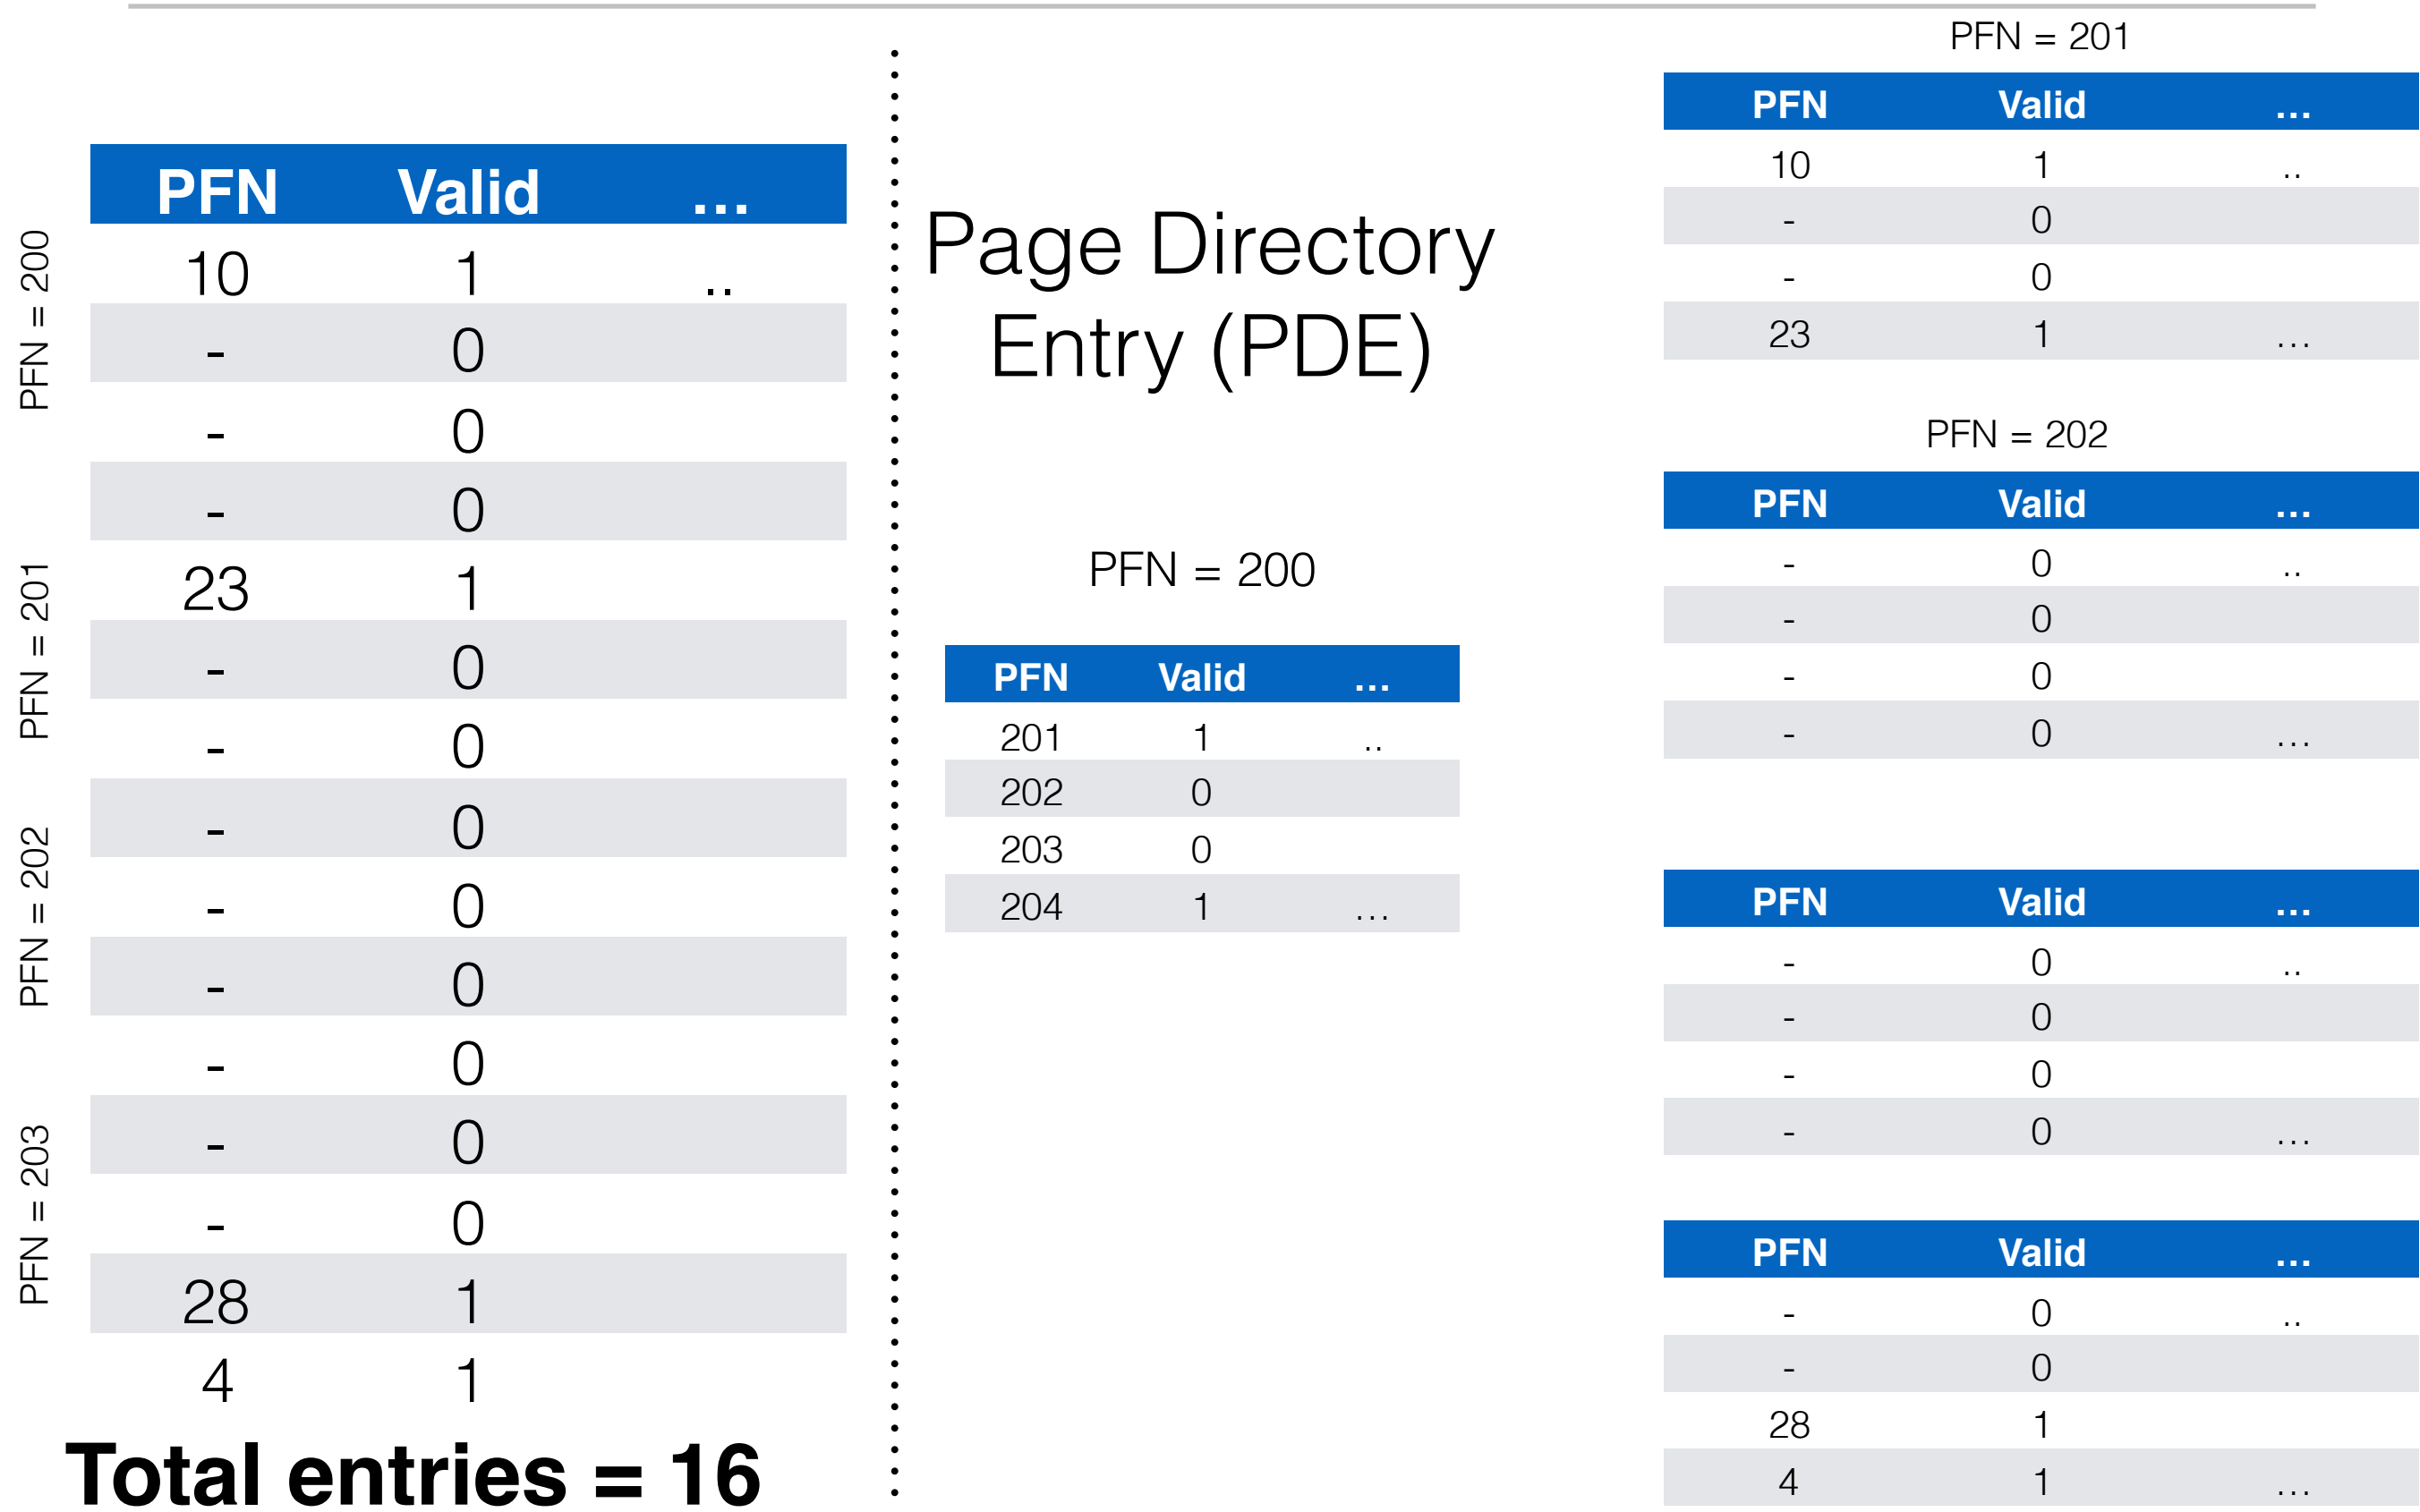 PFN = 200
PFN = 201
PFN = 202
PFN = 203
PFN Valid ...
10 1 ..
- 0
- 0
- 0
23 1
- 0
- 0
- 0
- 0
- 0
- 0
- 0
- 0
28 1
4 1
Total entries = 16
Page Directory
Entry (PDE)
PFN = 200
PFN Valid ...
201 1 ..
202 0
203 0
204 1 ...
PFN = 201
PFN Valid ...
10 1 ..
- 0
- 0
23 1 ...
PFN = 202
PFN Valid ...
- 0 ..
- 0
- 0
- 0 ...
PFN Valid ...
- 0 ..
- 0
- 0
- 0 ...
PFN Valid ...
- 0 ..
- 0
28 1
4 1 ...